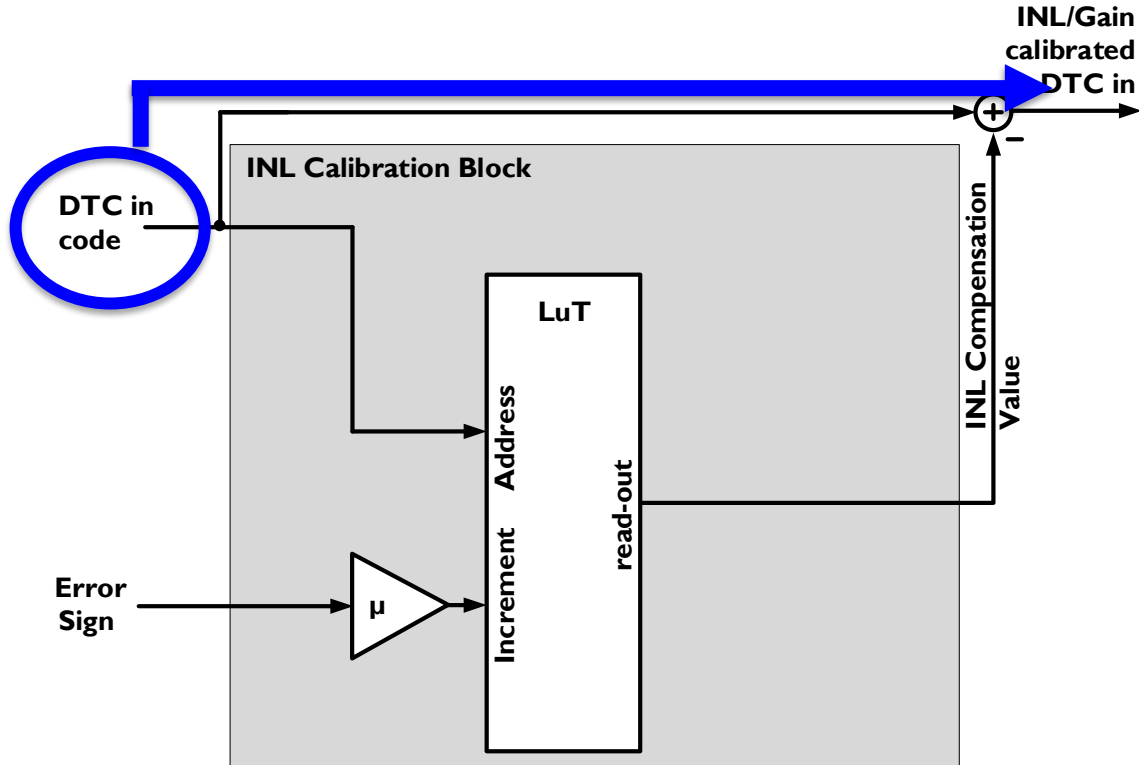 INL/Gain
calibrated
DTC in
+
−
INL Calibration Block
DTC in
code
LuT
Address
INL Compensation
Value
read-out
Increment
Error
Sign
μ